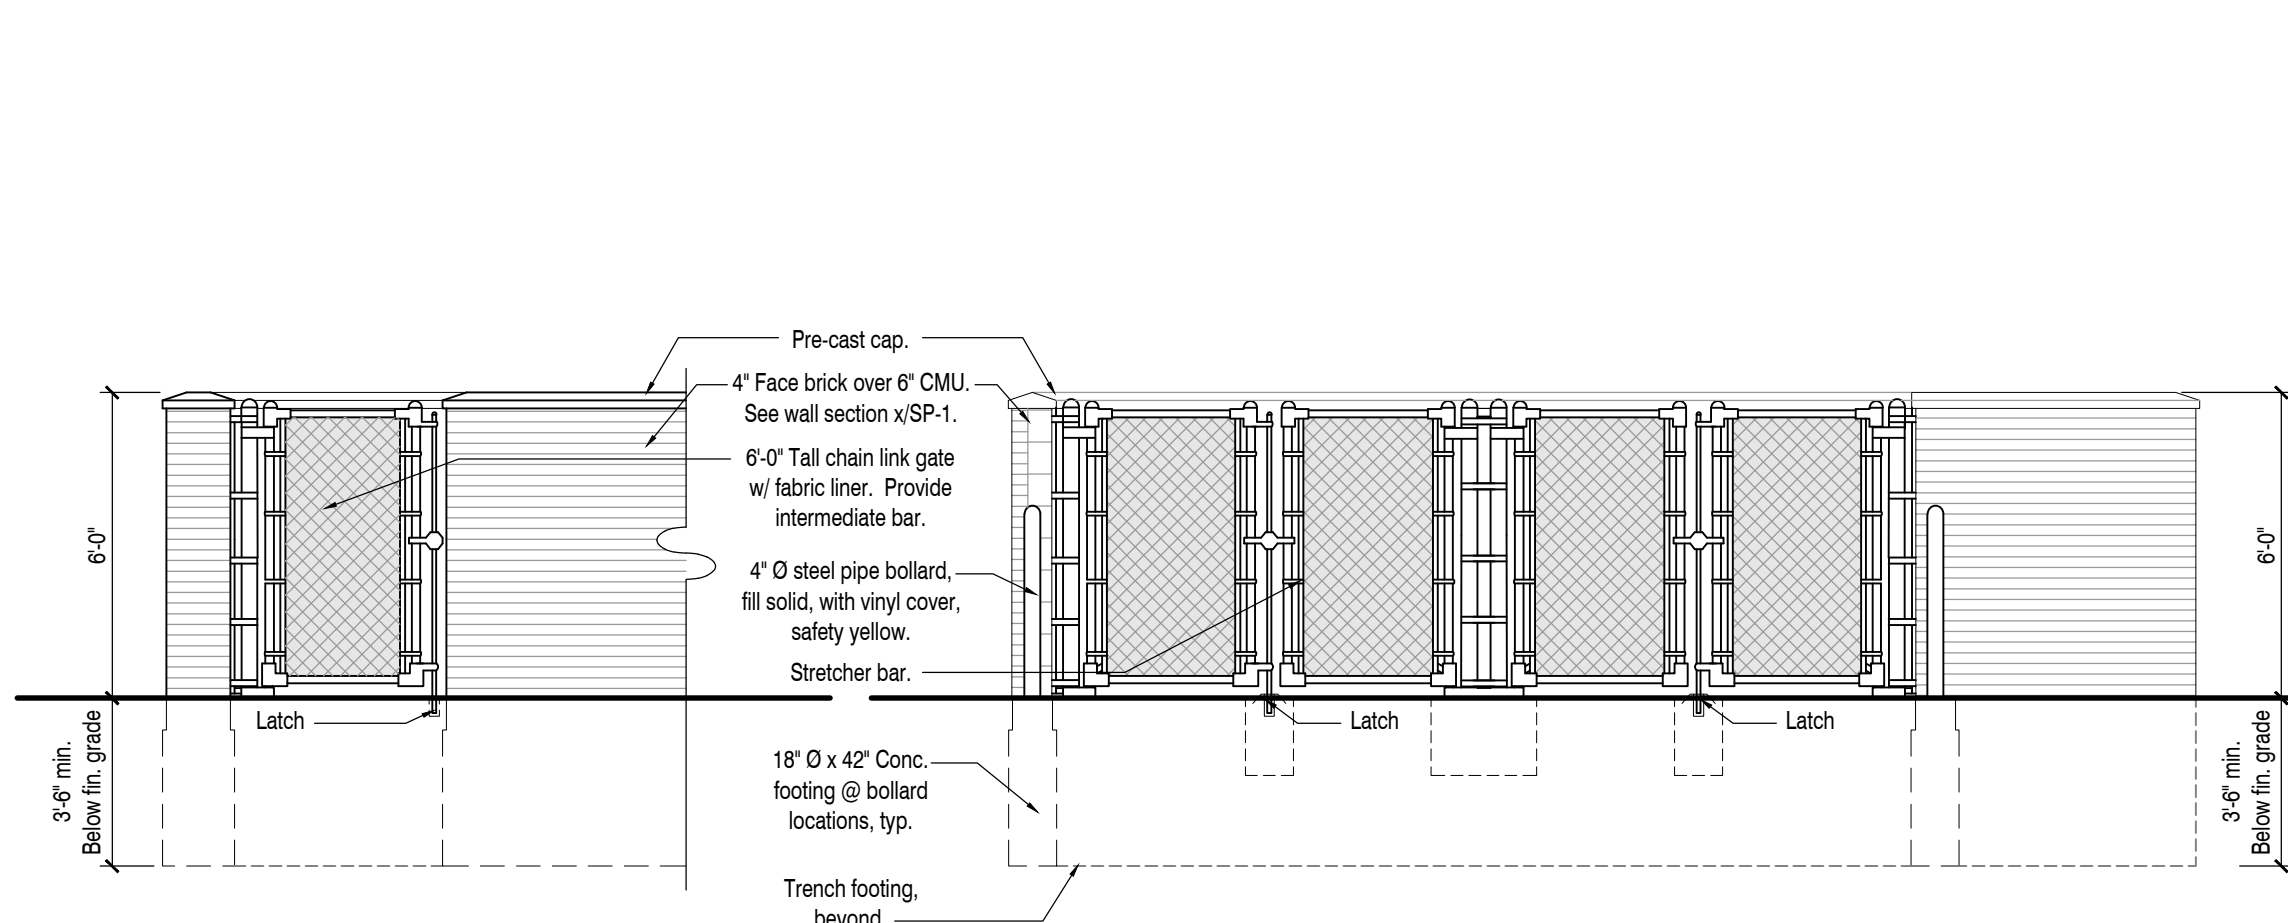 Pre-cast cap.
4" Face brick over 6" CMU.
See wall section x/SP-1.
6'-0" Tall chain link gate
w/ fabric liner.  Provide
intermediate bar.
4" Ø steel pipe bollard,
fill solid, with vinyl cover,
safety yellow.
Stretcher bar.
6'-0"
6'-0"
Latch
Latch
Latch
3'-6" min.
Below fin. grade
18" Ø x 42" Conc.
footing @ bollard
locations, typ.
3'-6" min.
Below fin. grade
Trench footing,
beyond